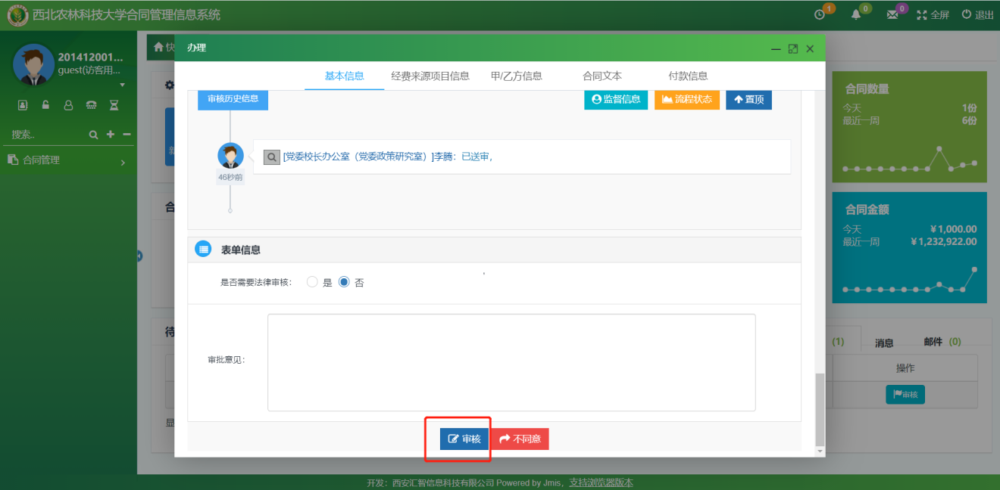 西北农林科技大学合同管理信息系统
1
0
0
全屏
退出
201412001...
guest(访客用...
搜索..
合同管理
快
办理
基本信息
经费来源项目信息
甲/乙方信息
合同文本
付款信息
审核历史信息
监督信息
流程状态
置顶
[党委校长办公室（党委政策研究室）]李腾：已送审,
46秒前
表单信息
是否需要法律审核：
是
否
审批意见：
审核
不同意
合
待
显
合同数量
今天 1份
最近一周 6份
合同金额
今天 ¥1,000.00
最近一周 ¥1,232,922.00
(1)
消息
邮件 (0)
操作
审核
开发：西安汇智信息科技有限公司 Powered by Jmis，支持浏览器版本